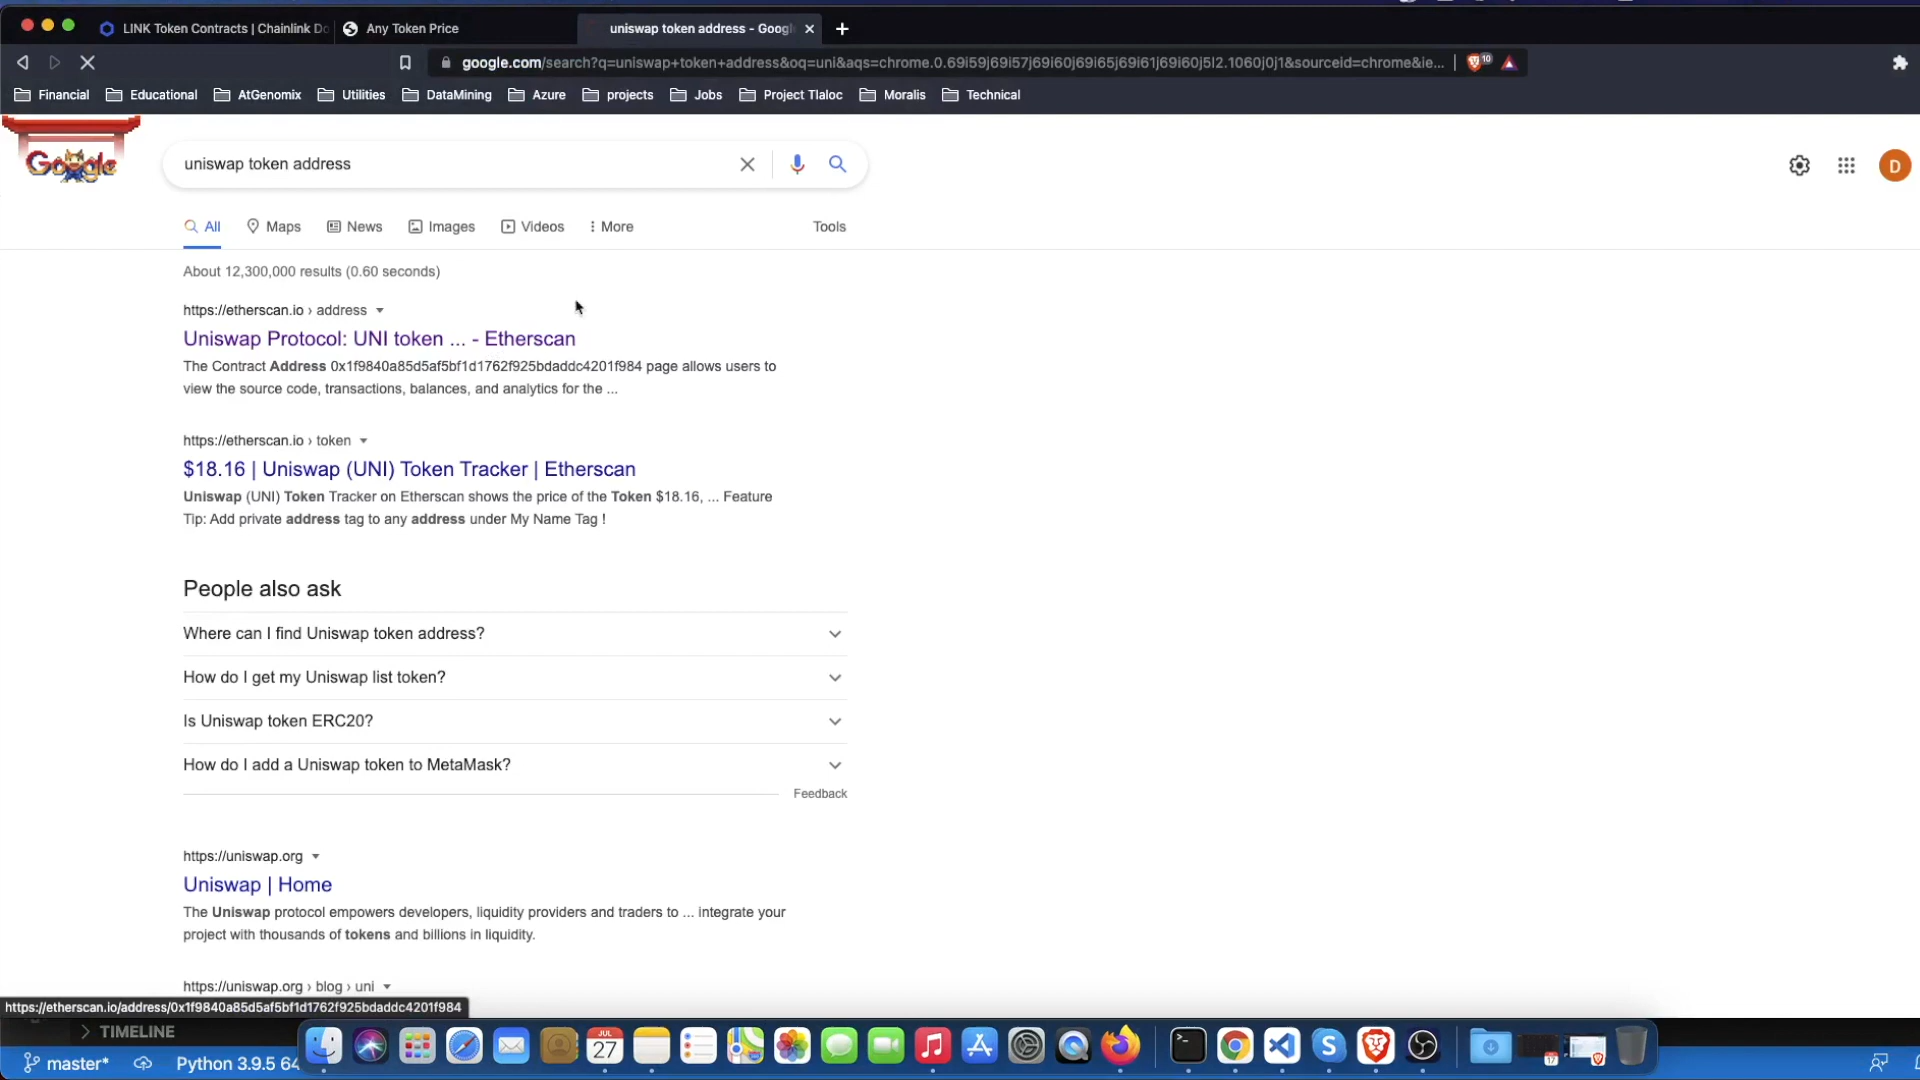 LINK Token Contracts | Chainlink Do
Any Token Price
uniswap token address - Googl
google.com/search?q=uniswap+token+address&oq=uni&aqs=chrome.0.69i59j69i57j69i60j69i65j69i61j69i60j5l2.1060j0j1&sourceid=chrome&ie...
10
Financial
Educational
AtGenomix
Utilities
DataMining
Azure
projects
Jobs
Project Tlaloc
Moralis
Technical
Google
uniswap token address
D
All
Maps
News
Images
Videos
More
Tools
About 12,300,000 results (0.60 seconds)
https://etherscan.io › address
Uniswap Protocol: UNI token ... - Etherscan
The Contract Address 0x1f9840a85d5af5bf1d1762f925bdaddc4201f984 page allows users to
view the source code, transactions, balances, and analytics for the ...
https://etherscan.io › token
$18.16 | Uniswap (UNI) Token Tracker | Etherscan
Uniswap (UNI) Token Tracker on Etherscan shows the price of the Token $18.16, ... Feature
Tip: Add private address tag to any address under My Name Tag !
People also ask
Where can I find Uniswap token address?
How do I get my Uniswap list token?
Is Uniswap token ERC20?
How do I add a Uniswap token to MetaMask?
Feedback
https://uniswap.org
Uniswap | Home
The Uniswap protocol empowers developers, liquidity providers and traders to ... integrate your
project with thousands of tokens and billions in liquidity.
https://uniswap.org › blog › uni
https://etherscan.io/address/0x1f9840a85d5af5bf1d1762f925bdaddc4201f984
TIMELINE
master*
Python 3.9.5 64
JUL
27
17